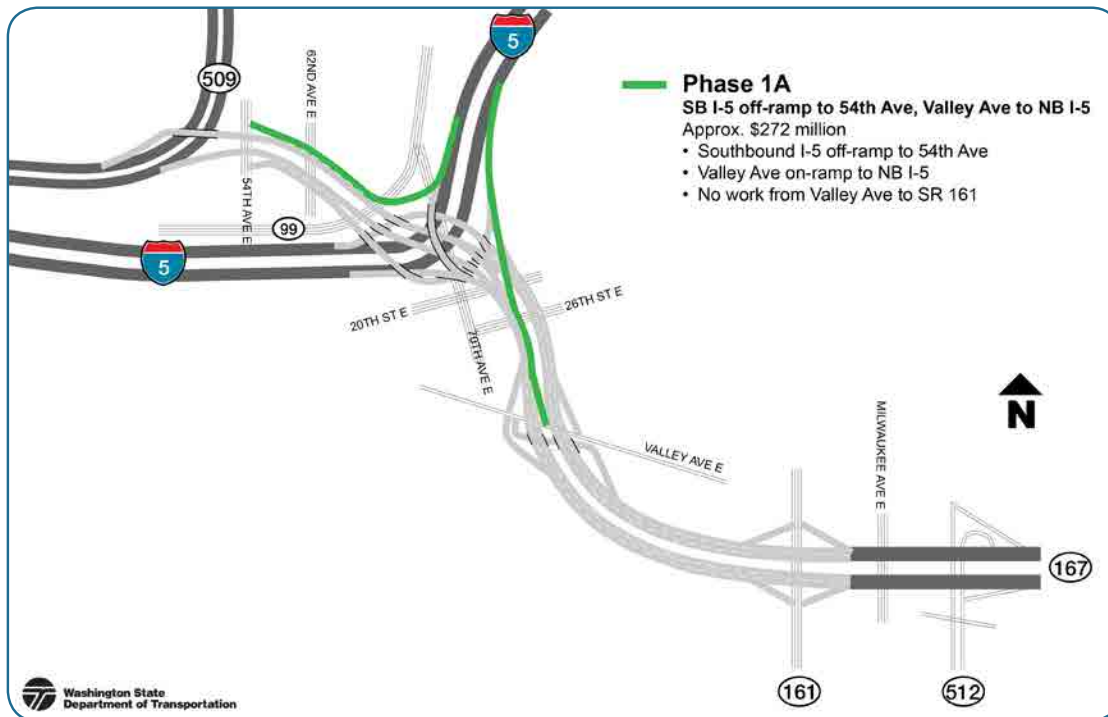 5
509
62ND AVE E
Phase 1A
SB I-5 off-ramp to 54th Ave, Valley Ave to NB I-5
Approx. $272 million
• Southbound I-5 off-ramp to 54th Ave
• Valley Ave on-ramp to NB I-5
• No work from Valley Ave to SR 161
54TH AVE E
99
5
20TH ST E
26TH ST E
70TH AVE E
N
VALLEY AVE E
MILWAUKEE AVE E
167
161
512
Washington State
Department of Transportation